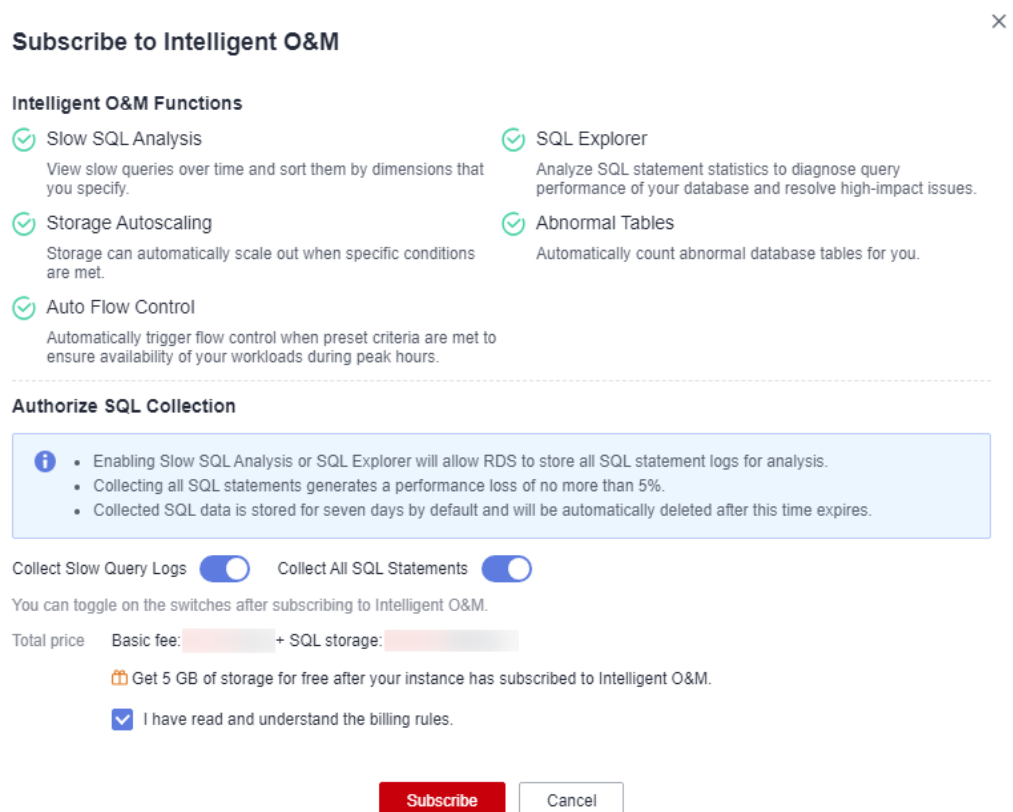 Subscribe to Intelligent O&M
Intelligent O&M Functions
Slow SQL Analysis
View slow queries over time and sort them by dimensions that
you specify.
SQL Explorer
Analyze SQL statement statistics to diagnose query
performance of your database and resolve high-impact issues.
Storage Autoscaling
Storage can automatically scale out when specific conditions
are met.
Abnormal Tables
Automatically count abnormal database tables for you.
Auto Flow Control
Automatically trigger flow control when preset criteria are met to
ensure availability of your workloads during peak hours.
Authorize SQL Collection
• Enabling Slow SQL Analysis or SQL Explorer will allow RDS to store all SQL statement logs for analysis.
• Collecting all SQL statements generates a performance loss of no more than 5%.
• Collected SQL data is stored for seven days by default and will be automatically deleted after this time expires.
Collect Slow Query Logs Collect All SQL Statements
You can toggle on the switches after subscribing to Intelligent O&M.
Total price Basic fee: + SQL storage:
Get 5 GB of storage for free after your instance has subscribed to Intelligent O&M.
I have read and understand the billing rules.
Subscribe Cancel